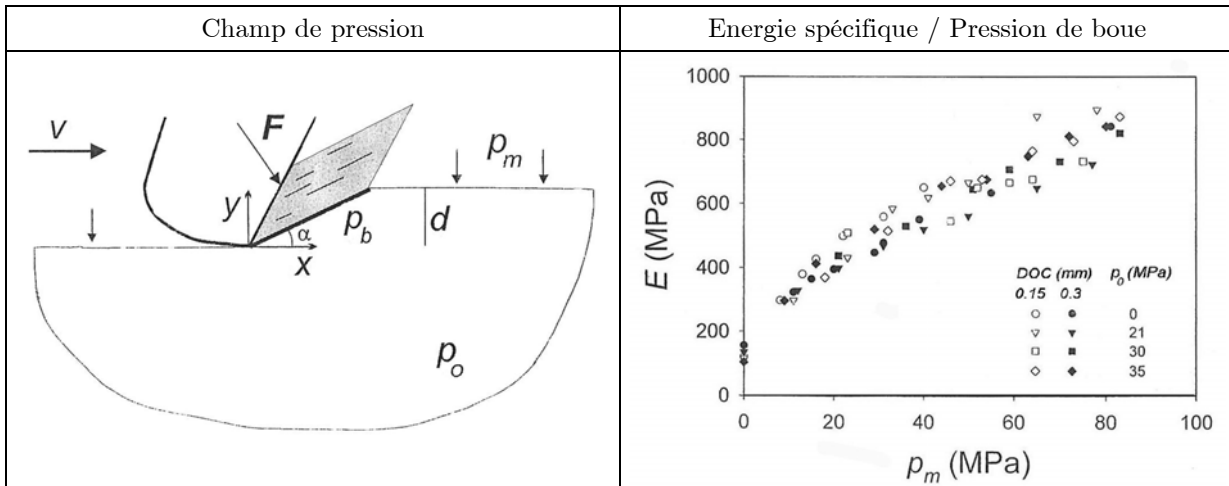 Champ de pression
Energie spécifique / Pression de boue
v
F
p_m
y
p_b
d
α
x
p_o
1000
800
600
400
200
0
E (MPa)
DOC (mm) p_o (MPa)
0.15 0.3
0
21
30
35
0 20 40 60 80 100
p_m (MPa)